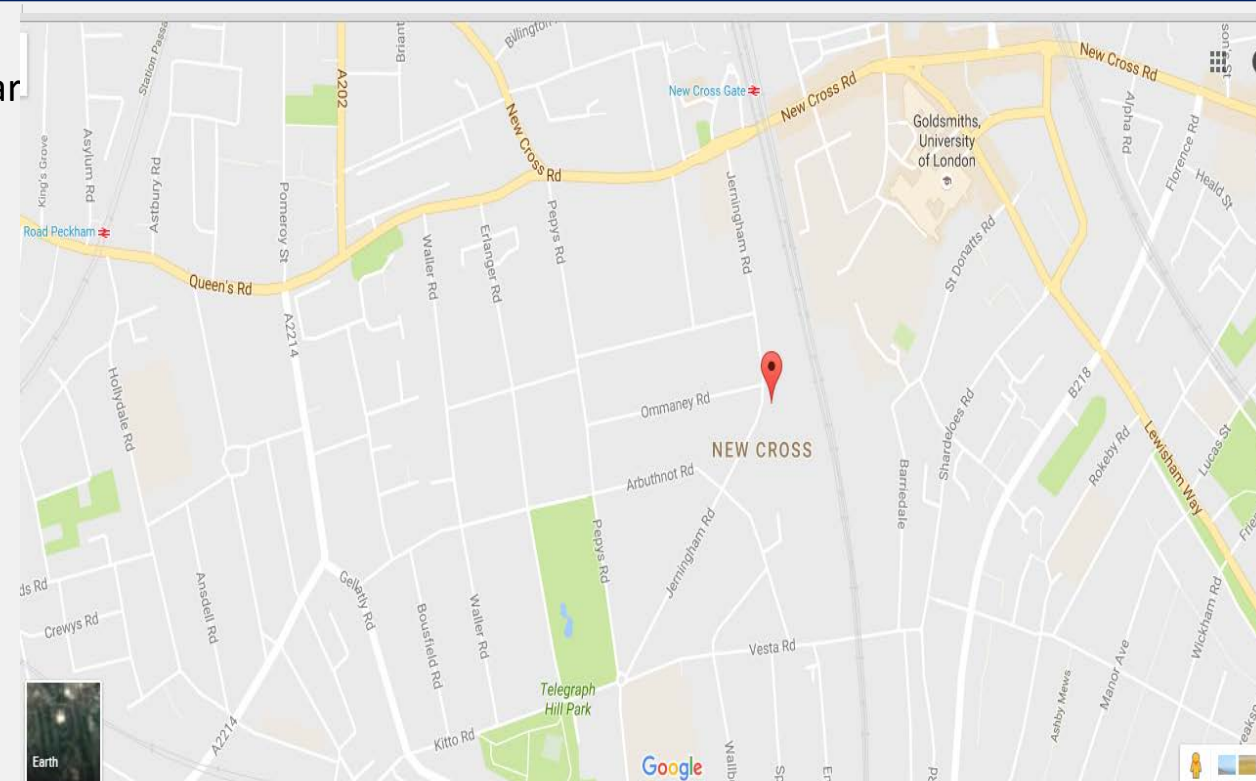 Station Passa
Briant
Billington
ar
A202
New Cross Gate
New Cross Rd
New Cross Rd
New Cross Rd
Goldsmiths,
University
of London
Alpha Rd
Florence Rd
Heald St
King's Grove
Asylum Rd
Astbury Rd
Pomeroy St
Pepys Rd
Jerningham Rd
Road Peckham
Waller Rd
Erlanger Rd
St Donatts Rd
Queen's Rd
A2214
Hollydale Rd
Ommaney Rd
B218
Shardeloes Rd
NEW CROSS
Rokeby Rd
Lewisham Way
Lucas St
Arbuthnot Rd
Barriedale
Pepys Rd
Jerningham Rd
ds Rd
Crewys Rd
Ansdell Rd
Gellatly Rd
Bousfield Rd
Waller Rd
Wickham Rd
Vesta Rd
Telegraph
Hill Park
Ashby Mews
Manor Ave
A2214
Kitto Rd
Earth
Google